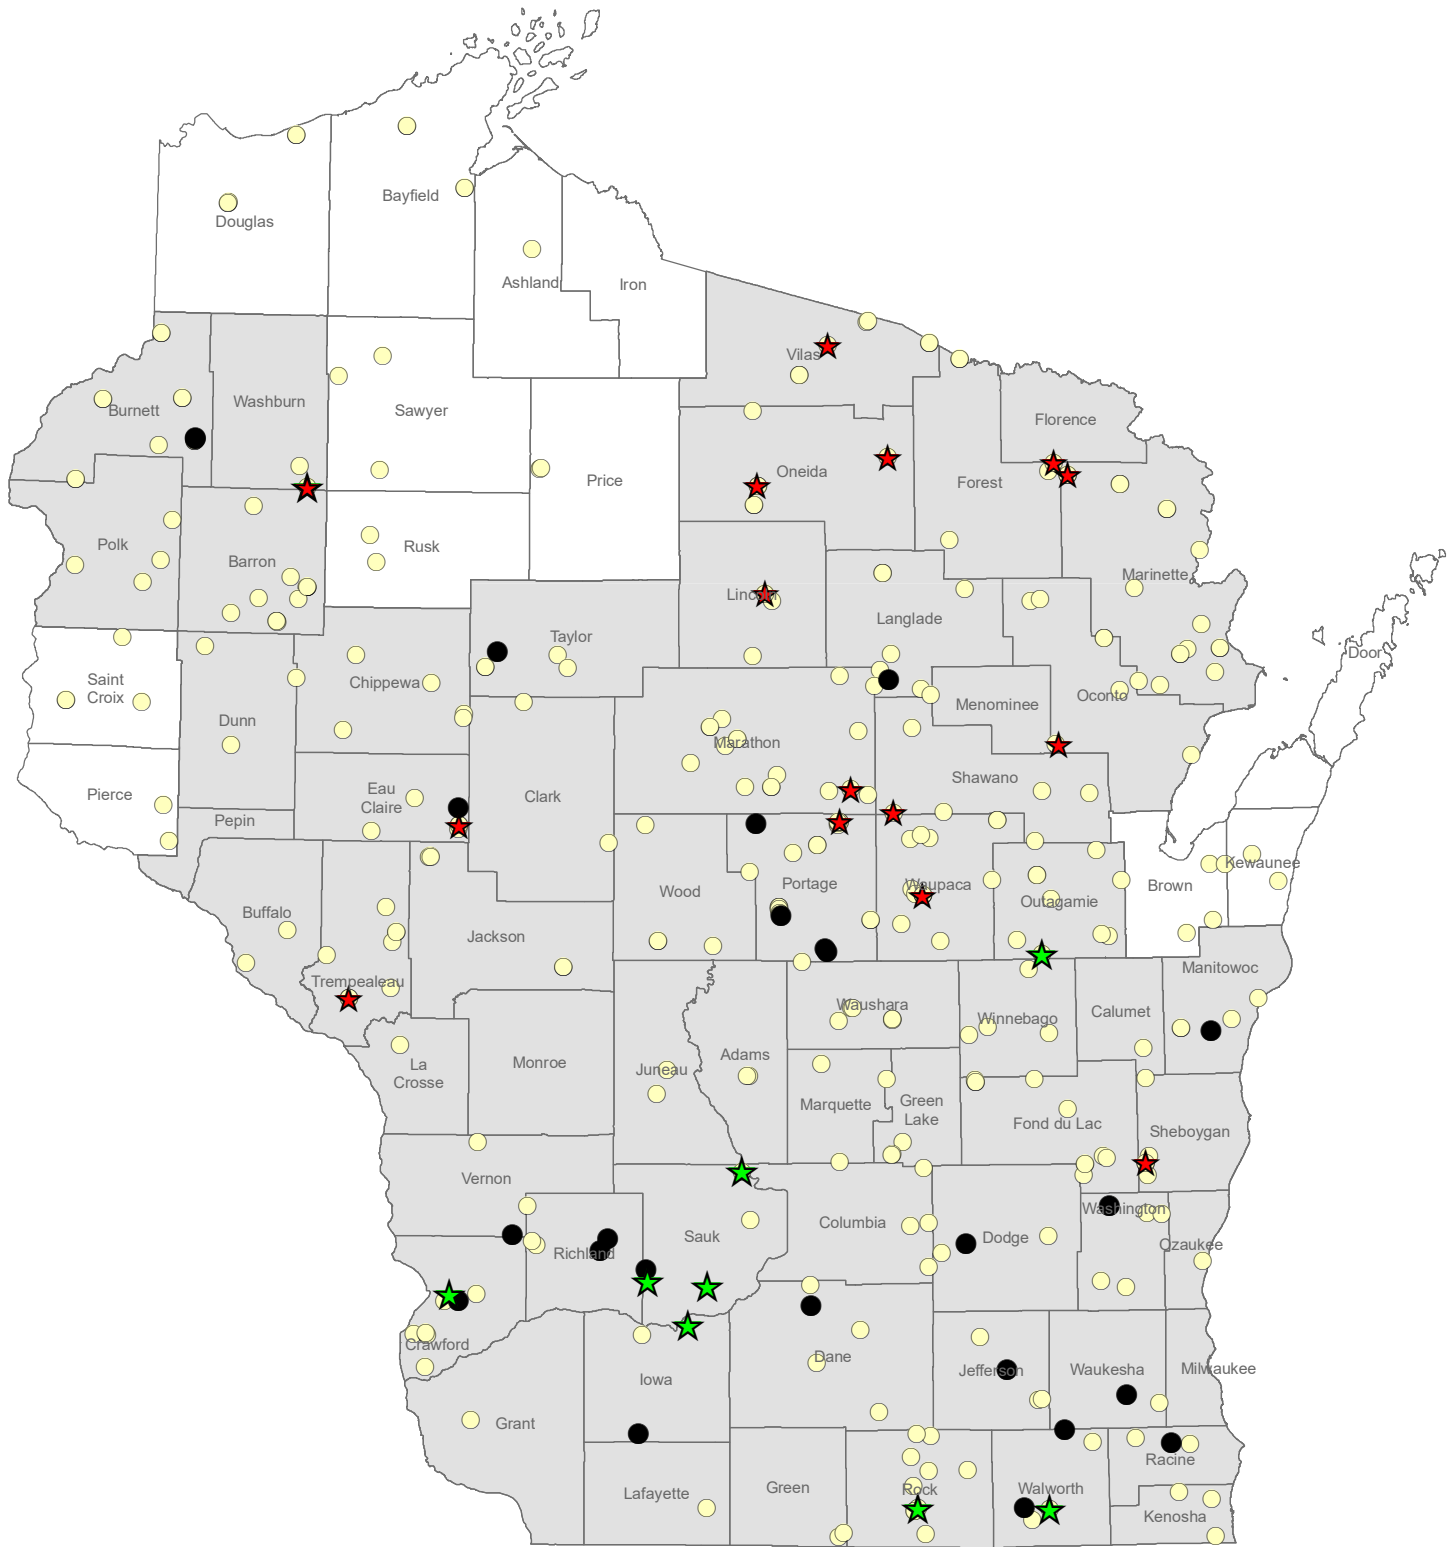 Bayfield
Douglas
Ashland
Iron
Vilas
Washburn
Burnett
Sawyer
Florence
Oneida
Price
Forest
Polk
Rusk
Barron
Marinette
Lincoln
Langlade
Taylor
Door
Saint
Croix
Chippewa
Oconto
Menominee
Dunn
Marathon
Shawano
Pierce
Eau
Claire
Clark
Pepin
Kewaunee
Waupaca
Portage
Brown
Wood
Outagamie
Buffalo
Jackson
Manitowoc
Trempealeau
Waushara
Calumet
Winnebago
Adams
Monroe
La
Crosse
Juneau
Marquette
Green
Lake
Fond du Lac
Sheboygan
Vernon
Washington
Columbia
Sauk
Dodge
Ozaukee
Richland
Crawford
Dane
Jefferson
Waukesha
Milwaukee
Iowa
Grant
Racine
Green
Rock
Walworth
Lafayette
Kenosha